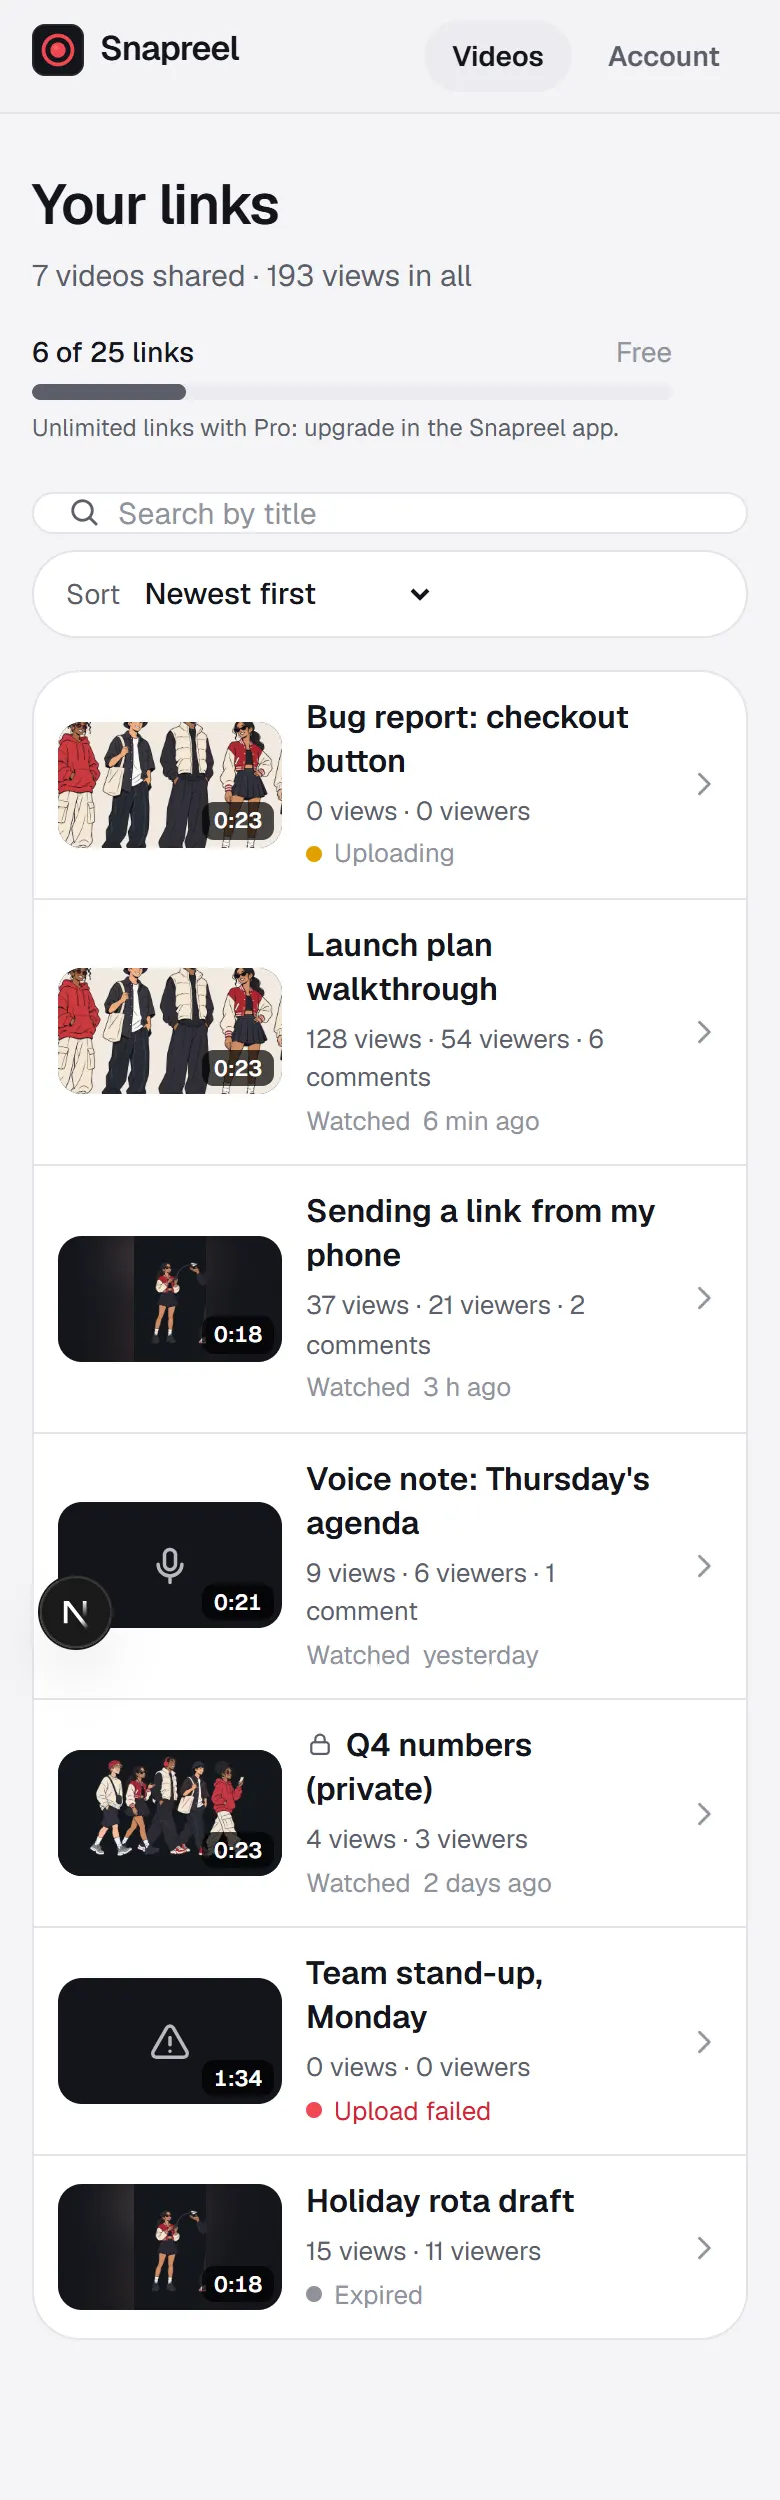 Snapreel
Videos
Account
Your links
7 videos shared · 193 views in all
6 of 25 links
Free
Unlimited links with Pro: upgrade in the Snapreel app.
Search by title
Sort Newest first
Bug report: checkout
button
0:23
0 views · 0 viewers
Uploading
Launch plan
walkthrough
0:23
128 views · 54 viewers · 6
comments
Watched 6 min ago
Sending a link from my
phone
0:18
37 views · 21 viewers · 2
comments
Watched 3 h ago
Voice note: Thursday's
agenda
0:21
9 views · 6 viewers · 1
comment
N
Watched yesterday
Q4 numbers
(private)
0:23
4 views · 3 viewers
Watched 2 days ago
Team stand-up,
Monday
1:34
0 views · 0 viewers
Upload failed
Holiday rota draft
0:18
15 views · 11 viewers
Expired